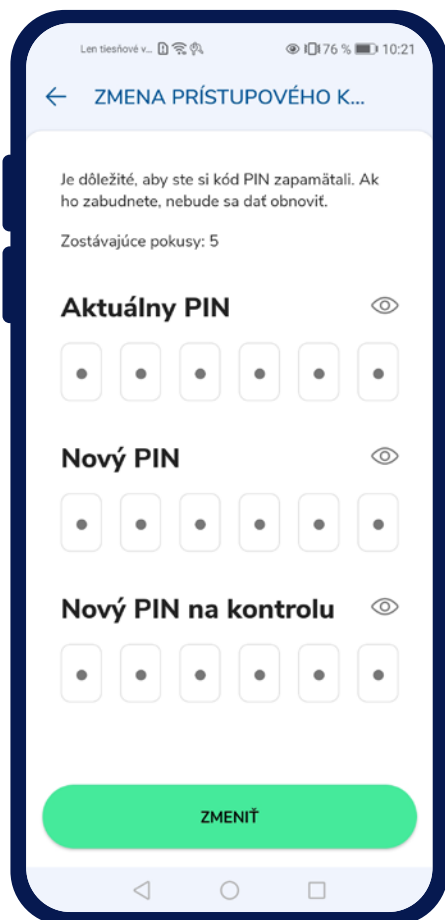 Len tiesňové v... 76 % 10:21
ZMENA PRÍSTUPOVÉHO K...
Je dôležité, aby ste si kód PIN zapamätali. Ak
ho zabudnete, nebude sa dať obnoviť.
Zostávajúce pokusy: 5
Aktuálny PIN
Nový PIN
Nový PIN na kontrolu
ZMENIŤ